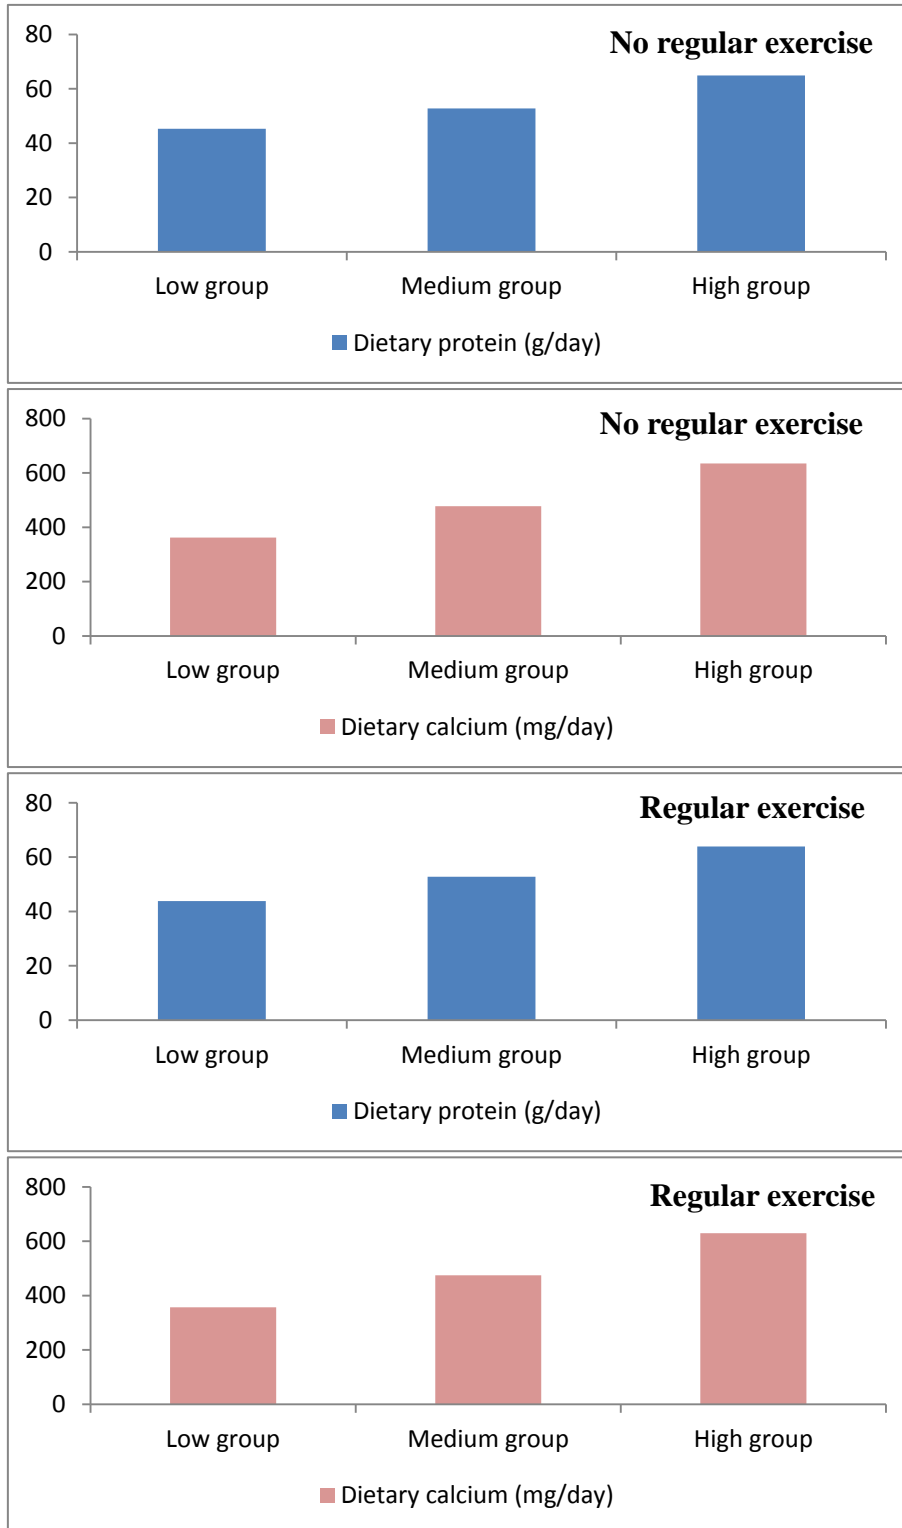 No regular exercise
80
60
40
20
0
Low group Medium group High group
Dietary protein (g/day)
No regular exercise
800
600
400
200
0
Low group Medium group High group
Dietary calcium (mg/day)
Regular exercise
80
60
40
20
0
Low group Medium group High group
Dietary protein (g/day)
Regular exercise
800
600
400
200
0
Low group Medium group High group
Dietary calcium (mg/day)